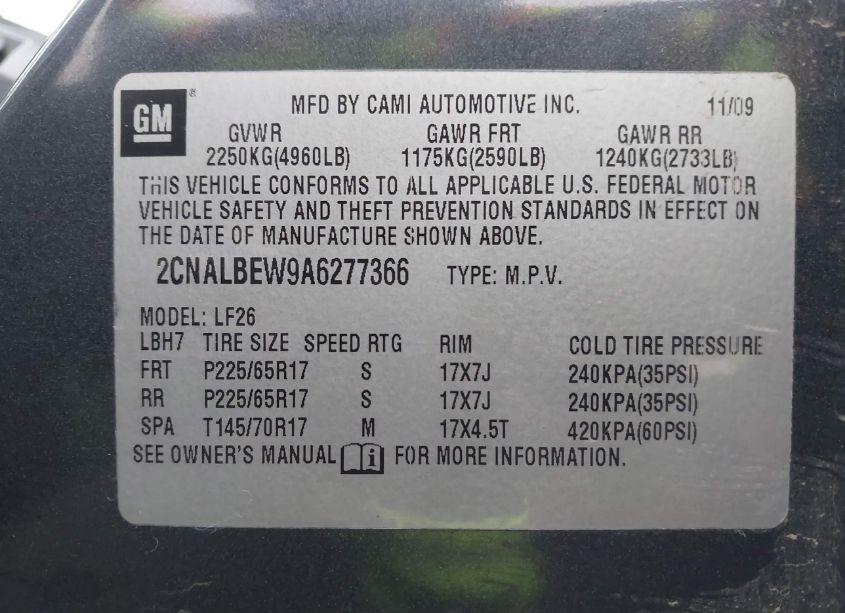 GM ® MFD BY CAMI AUTOMOTIVE INC. 11/09
GVWR GAWR FRT GAWR RR
2250KG(4960LB) 1175KG(2590LB) 1240KG(2733LB)
THIS VEHICLE CONFORMS TO ALL APPLICABLE U.S. FEDERAL MOTOR
VEHICLE SAFETY AND THEFT PREVENTION STANDARDS IN EFFECT ON
THE DATE OF MANUFACTURE SHOWN ABOVE.
2CNALBEW9A6277366 TYPE: M.P.V.
MODEL: LF26
LBH7 TIRE SIZE SPEED RTG RIM COLD TIRE PRESSURE
FRT P225/65R17 S 17X7J 240KPA(35PSI)
RR P225/65R17 S 17X7J 240KPA(35PSI)
SPA T145/70R17 M 17X4.5T 420KPA(60PSI)
SEE OWNER'S MANUAL i FOR MORE INFORMATION.